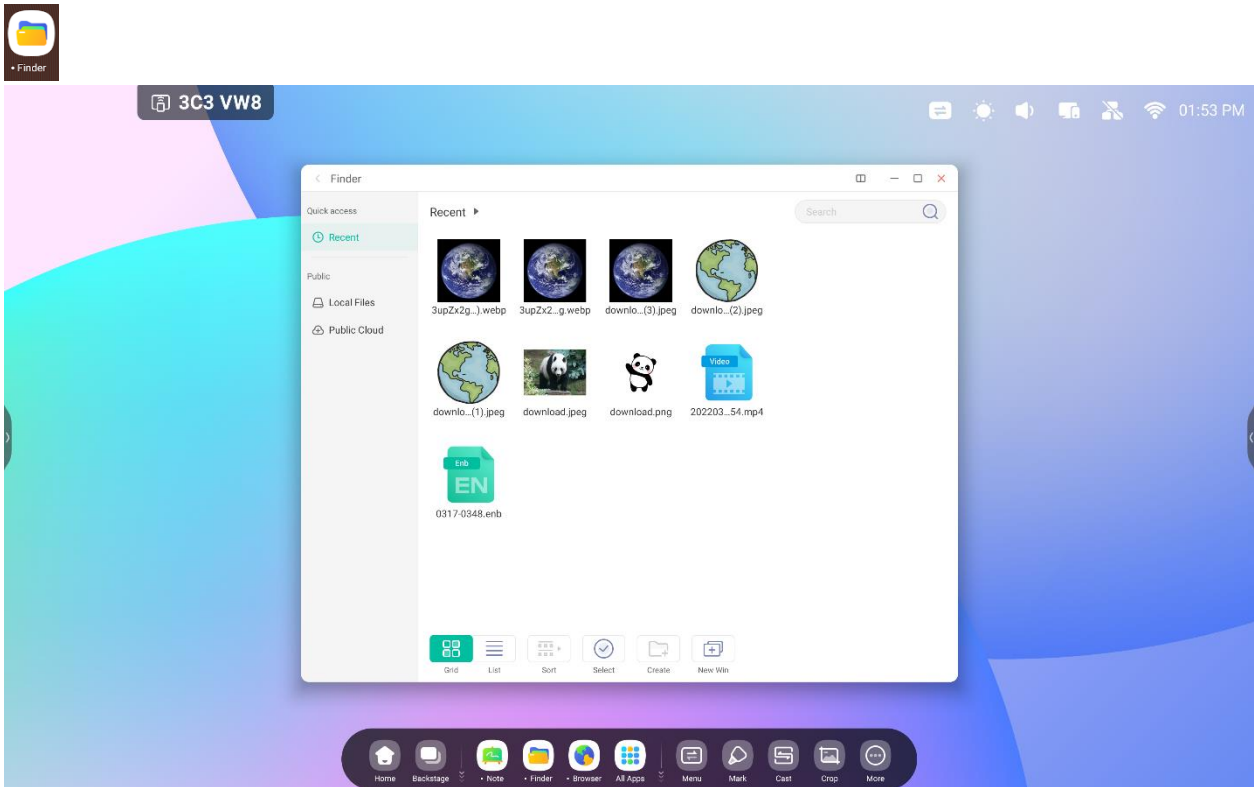 • Finder
3C3 VW8
01:53 PM
Finder
Quick access
Recent
Public
Local Files
Public Cloud
Recent
Search
3upZx2g...).webp 3upZx2...g.webp downlo...(3).jpeg downlo...(2).jpeg
Video
downlo...(1).jpeg download.jpeg download.png 202203...54.mp4
Enb
EN
0317-0348.enb
Grid List Sort Select Create New Win
Home Backstage • Note • Finder • Browser All Apps Menu Mark Cast Crop More